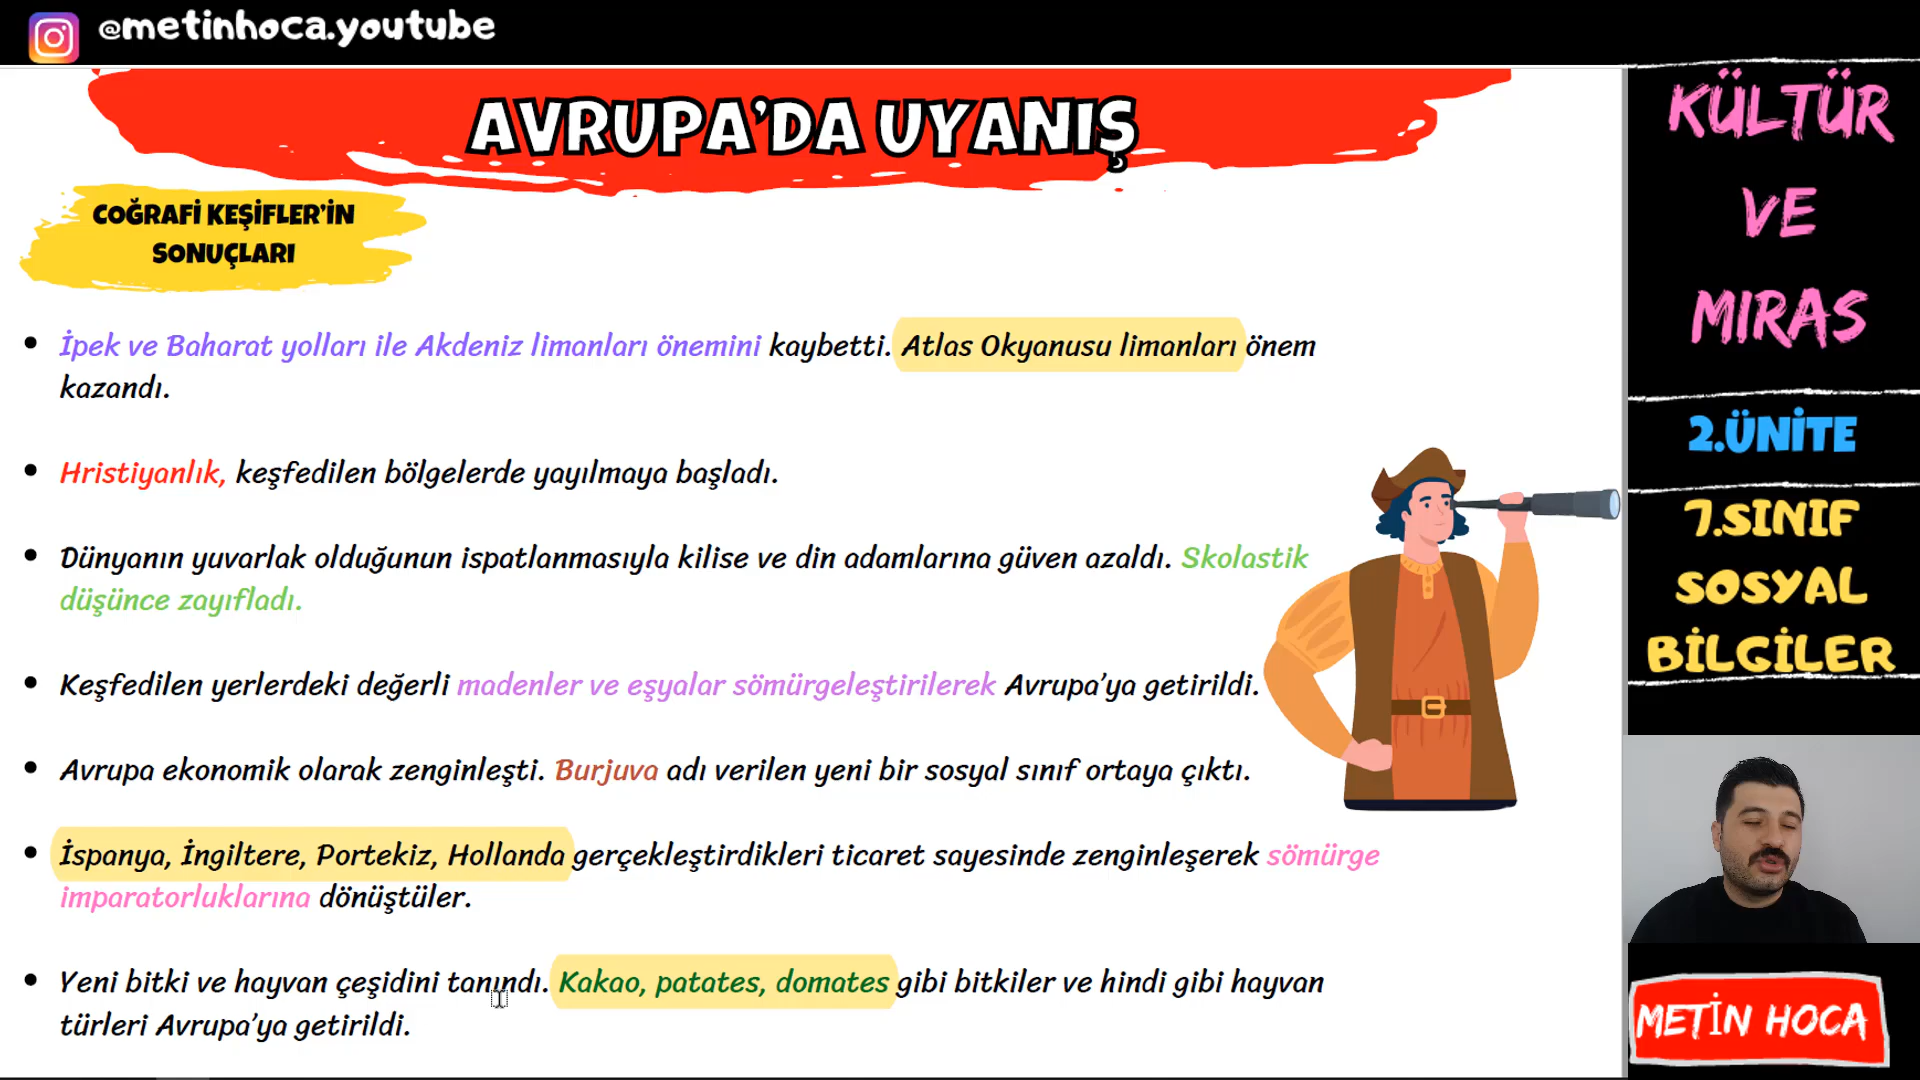 @metinhoca.youtube
AVRUPA'DA UYANIŞ
COĞRAFİ KEŞİFLER'İN
SONUÇLARI
• İpek ve Baharat yolları ile Akdeniz limanları önemini kaybetti. Atlas Okyanusu limanları önem
kazandı.
• Hristiyanlık, keşfedilen bölgelerde yayılmaya başladı.
• Dünyanın yuvarlak olduğunun ispatlanmasıyla kilise ve din adamlarına güven azaldı. Skolastik
düşünce zayıfladı.
• Keşfedilen yerlerdeki değerli madenler ve eşyalar sömürgeleştirilerek Avrupa'ya getirildi.
• Avrupa ekonomik olarak zenginleşti. Burjuva adı verilen yeni bir sosyal sınıf ortaya çıktı.
• İspanya, İngiltere, Portekiz, Hollanda gerçekleştirdikleri ticaret sayesinde zenginleşerek sömürge
imparatorluklarına dönüştüler.
• Yeni bitki ve hayvan çeşidini tanındı. Kakao, patates, domates gibi bitkiler ve hindi gibi hayvan
türleri Avrupa'ya getirildi.
KÜLTÜR
VE
MIRAS
2.ÜNİTE
7.SINIF
SOSYAL
BİLGİLER
METİN HOCA